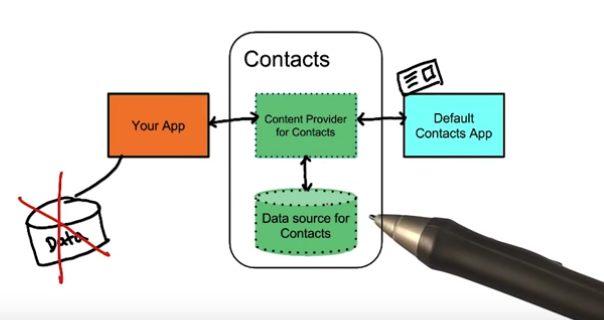 Contacts
Your App
Content Provider
for Contacts
Default
Contacts App
Data source for
Contacts
Data